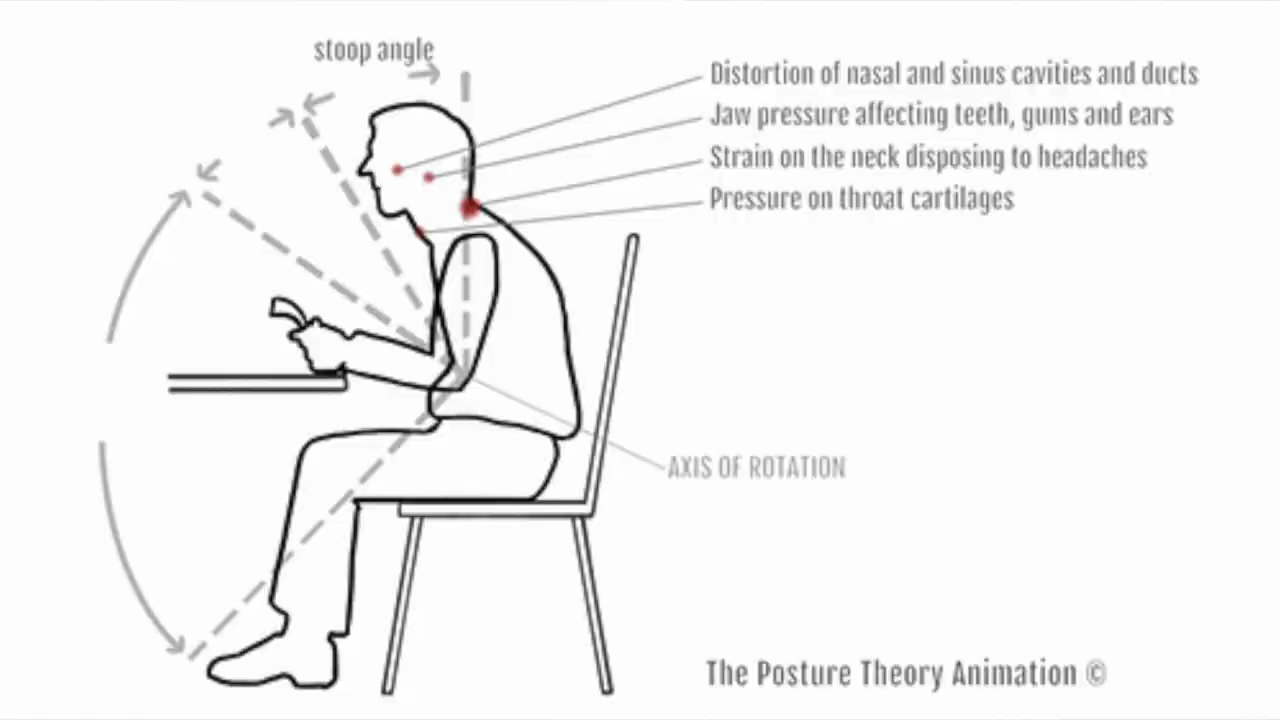 stoop angle
Distortion of nasal and sinus cavities and ducts
Jaw pressure affecting teeth, gums and ears
Strain on the neck disposing to headaches
Pressure on throat cartilages
AXIS OF ROTATION
The Posture Theory Animation ©